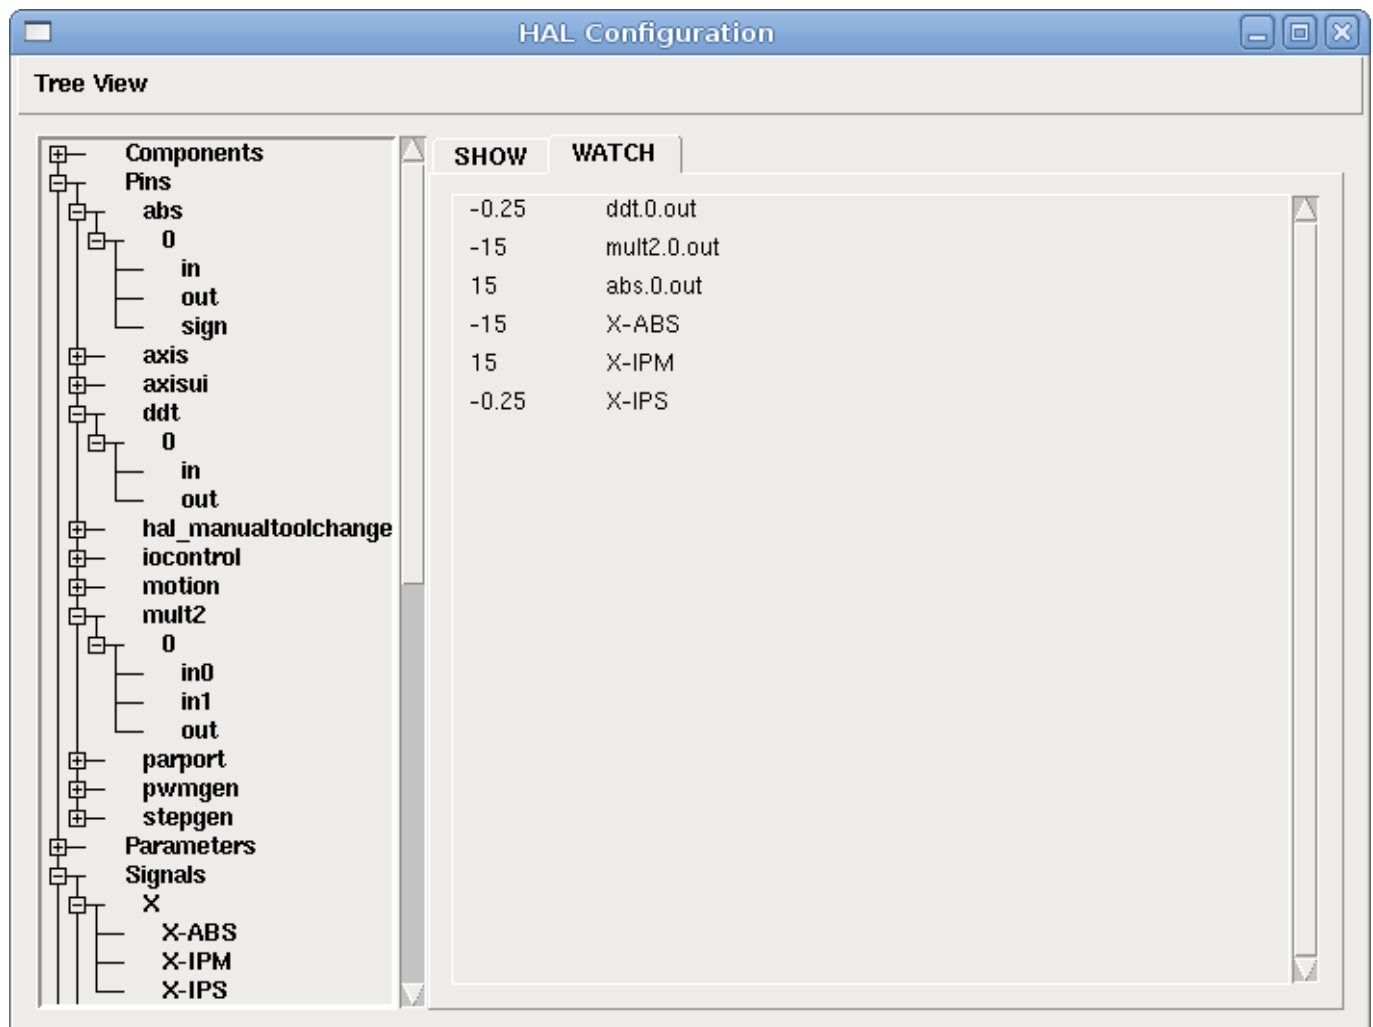 HAL Configuration
Tree View
Components
Pins
abs
0
in
out
sign
axis
axisui
ddt
0
in
out
hal_manualtoolchange
iocontrol
motion
mult2
0
in0
in1
out
parport
pwmgen
stepgen
Parameters
Signals
X
X-ABS
X-IPM
X-IPS
SHOW WATCH
-0.25 ddt.0.out
-15 mult2.0.out
15 abs.0.out
-15 X-ABS
15 X-IPM
-0.25 X-IPS